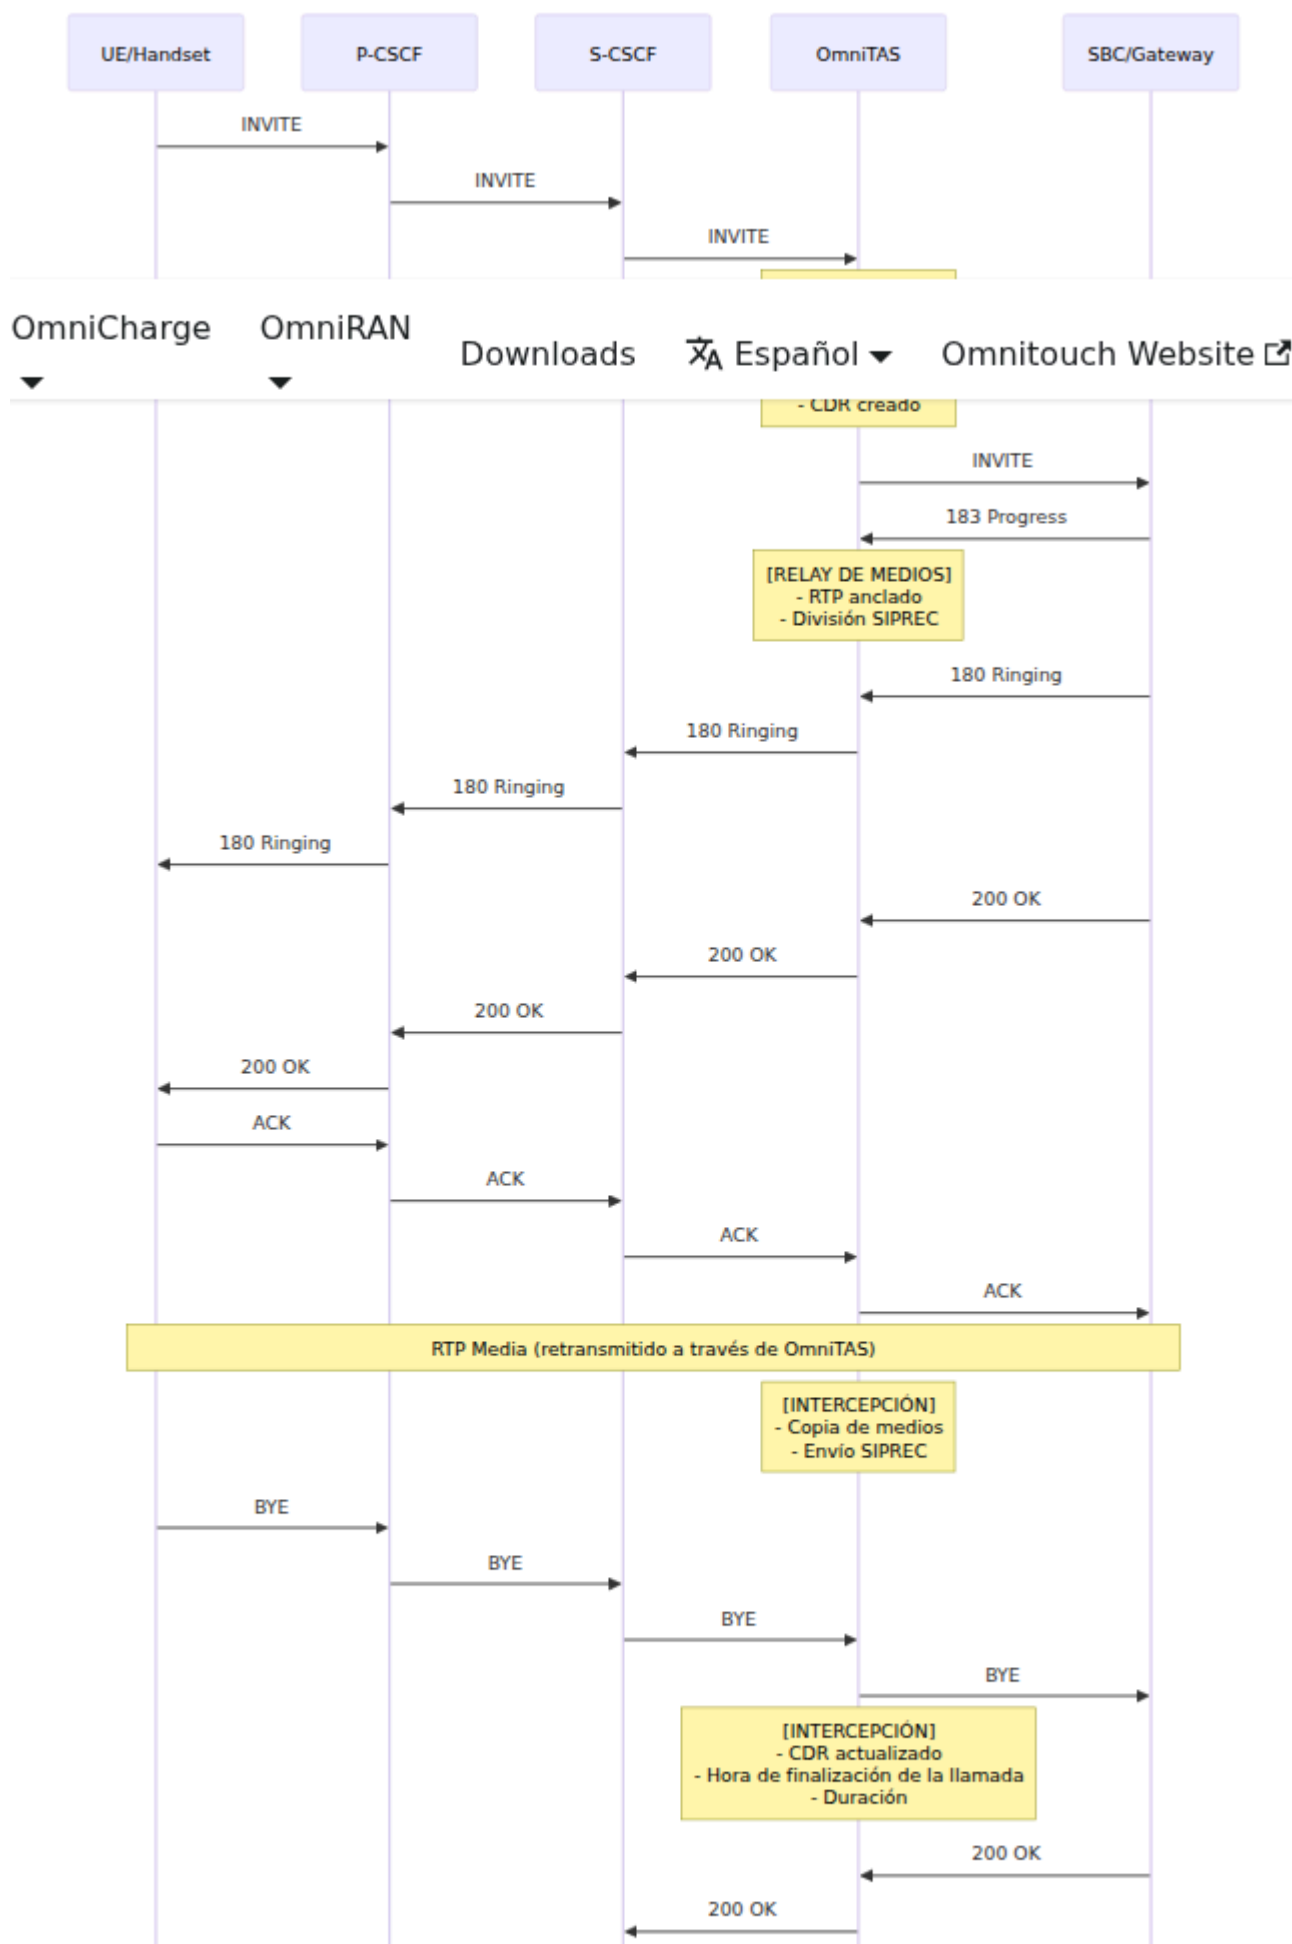 UE/Handset
P-CSCF
S-CSCF
OmniTAS
SBC/Gateway
INVITE
INVITE
INVITE
OmniCharge
OmniRAN
Downloads
Español
Omnitouch Website
- CDR creado
INVITE
183 Progress
[RELAY DE MEDIOS]
- RTP anclado
- División SIPREC
180 Ringing
180 Ringing
180 Ringing
180 Ringing
200 OK
200 OK
200 OK
200 OK
ACK
ACK
ACK
ACK
RTP Media (retransmitido a través de OmniTAS)
[INTERCEPCIÓN]
- Copia de medios
- Envío SIPREC
BYE
BYE
BYE
BYE
[INTERCEPCIÓN]
- CDR actualizado
- Hora de finalización de la llamada
- Duración
200 OK
200 OK